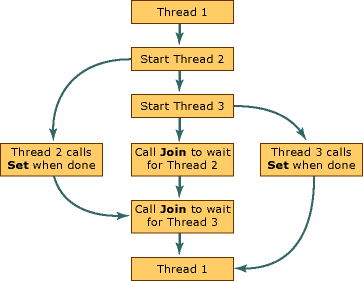 Thread 1
Start Thread 2
Start Thread 3
Thread 2 calls
Set when done
Call Join to wait
for Thread 2
Thread 3 calls
Set when done
Call Join to wait
for Thread 3
Thread 1